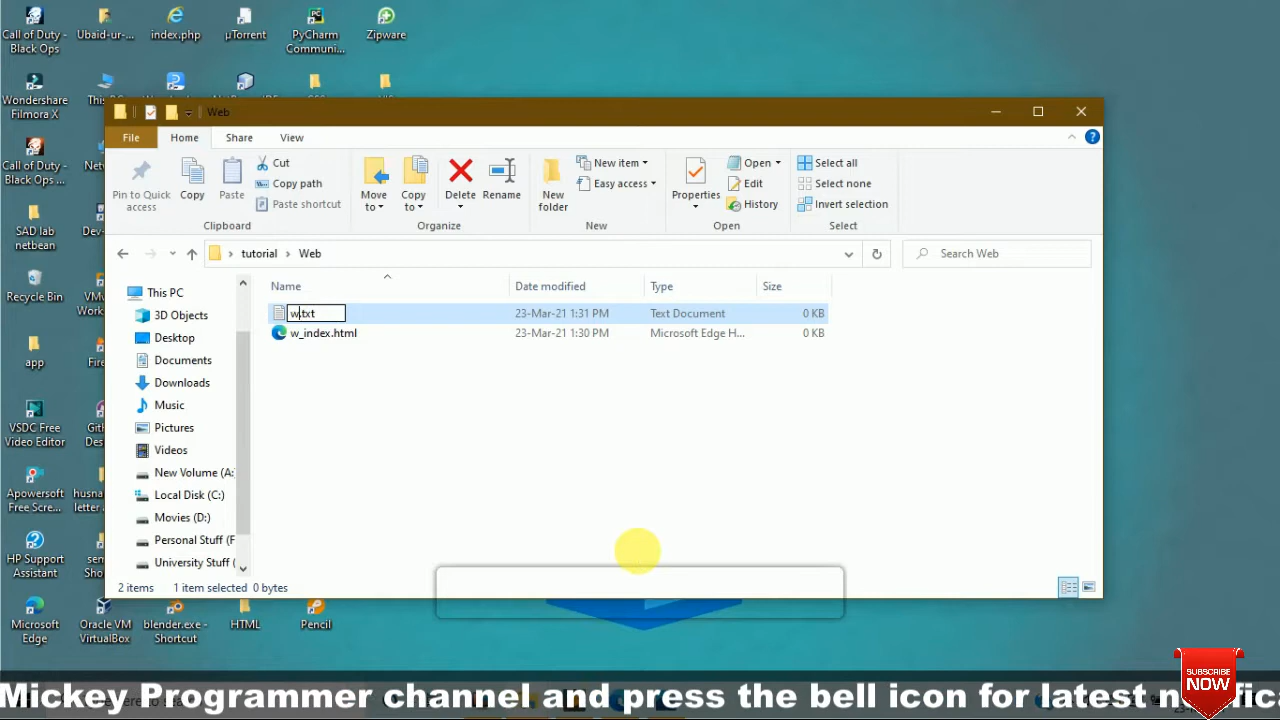 Call of Duty - Black Ops
Ubaid-ur-...
index.php
µTorrent
PyCharm Communi...
Zipware
Wondershare Filmora X
Call of Duty - Black Ops ...
SAD lab netbean
Recycle Bin
app
VSDC Free Video Editor
Apowersoft Free Scre...
HP Support Assistant
Microsoft Edge
Oracle VM VirtualBox
blender.exe - Shortcut
HTML
Pencil
Web
File Home Share View
Pin to Quick access
Copy
Paste
Cut
Copy path
Paste shortcut
Clipboard
Move to
Copy to
Delete
Rename
Organize
New folder
New item
Easy access
New
Properties
Open
Edit
History
Open
Select all
Select none
Invert selection
Select
tutorial > Web
Search Web
Name Date modified Type Size
w.txt 23-Mar-21 1:31 PM Text Document 0 KB
w_index.html 23-Mar-21 1:30 PM Microsoft Edge H... 0 KB
This PC
3D Objects
Desktop
Documents
Downloads
Music
Pictures
Videos
New Volume (A:
Local Disk (C:)
Movies (D:)
Personal Stuff (F
University Stuff (
2 items 1 item selected 0 bytes
Mickey Programmer channel and press the bell icon for latest
SUBSCRIBE
NOW